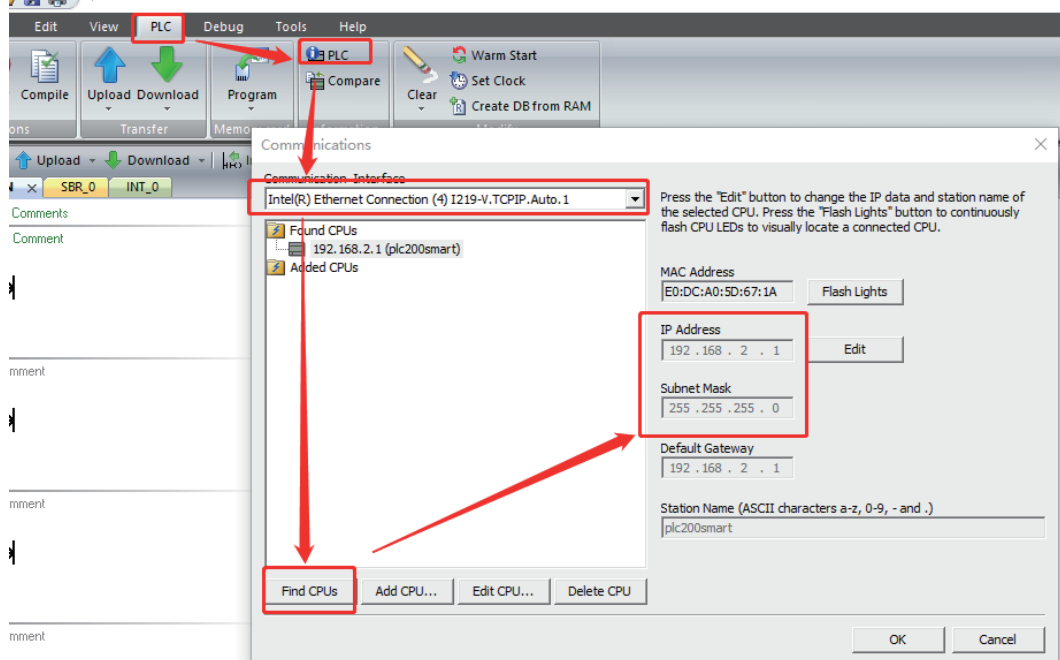 Edit View PLC Debug Tools Help
PLC
Warm Start
Compare
Set Clock
Compile Upload Download Program Clear
Create DB from RAM
Transfer
Upload Download
SBR_0 INT_0
Comments
Comment
Communications
Communication Interface
Intel(R) Ethernet Connection (4) I219-V.TCPIP.Auto.1
Found CPUs
192.168.2.1 (plc200smart)
Added CPUs
Press the "Edit" button to change the IP data and station name of
the selected CPU. Press the "Flash Lights" button to continuously
flash CPU LEDs to visually locate a connected CPU.
MAC Address
E0:DC:A0:5D:67:1A Flash Lights
IP Address
192 .168 . 2 . 1 Edit
Subnet Mask
255 .255 .255 . 0
Default Gateway
192 .168 . 2 . 1
Station Name (ASCII characters a-z, 0-9, - and .)
plc200smart
mment
mment
mment
Find CPUs Add CPU... Edit CPU... Delete CPU
OK Cancel